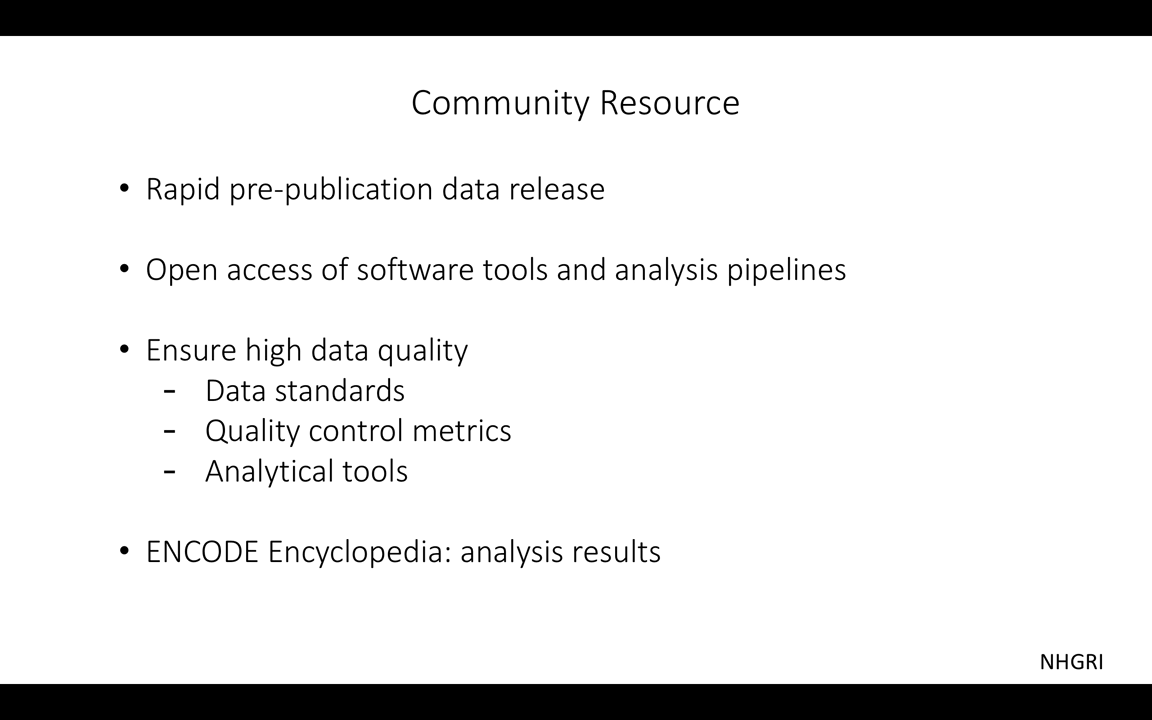 Community Resource
• Rapid pre-publication data release
• Open access of software tools and analysis pipelines
• Ensure high data quality
- Data standards
- Quality control metrics
- Analytical tools
• ENCODE Encyclopedia: analysis results
NHGRI